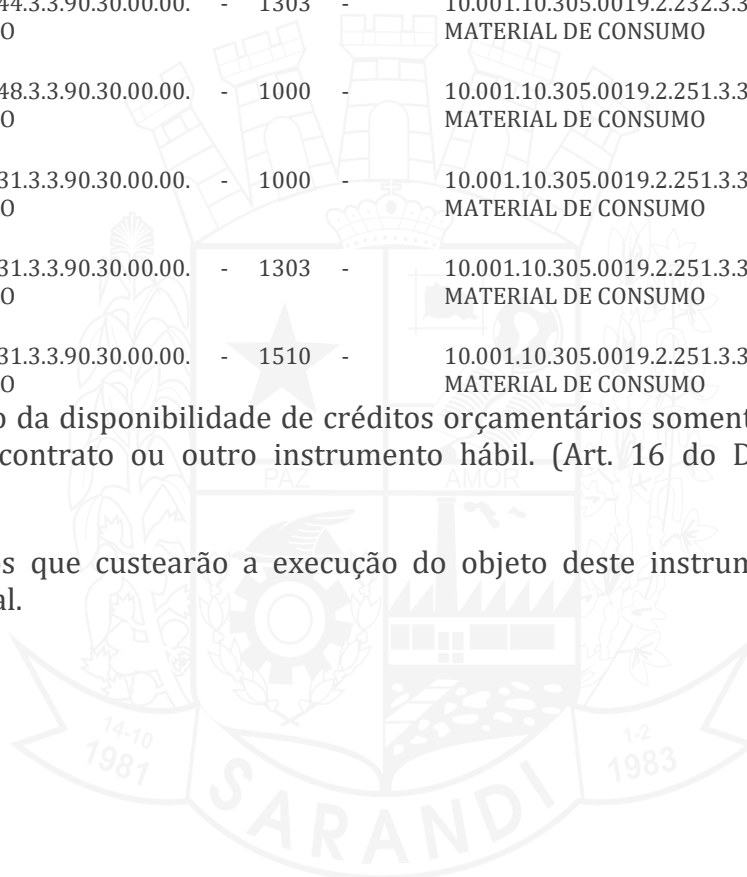 44.3.3.90.30.00.00. - 1303 - 10.001.10.305.0019.2.232.3.3
O MATERIAL DE CONSUMO
48.3.3.90.30.00.00. - 1000 - 10.001.10.305.0019.2.251.3.3
O MATERIAL DE CONSUMO
31.3.3.90.30.00.00. - 1000 - 10.001.10.305.0019.2.251.3.3
O MATERIAL DE CONSUMO
31.3.3.90.30.00.00. - 1303 - 10.001.10.305.0019.2.251.3.3
O MATERIAL DE CONSUMO
31.3.3.90.30.00.00. - 1510 - 10.001.10.305.0019.2.251.3.3
O MATERIAL DE CONSUMO
o da disponibilidade de créditos orçamentários soment
contrato ou outro instrumento hábil. (Art. 16 do D
PAZ AMOR
s que custearão a execução do objeto deste instrum
al.
14-10 1981
1-2 1983
SARANDI